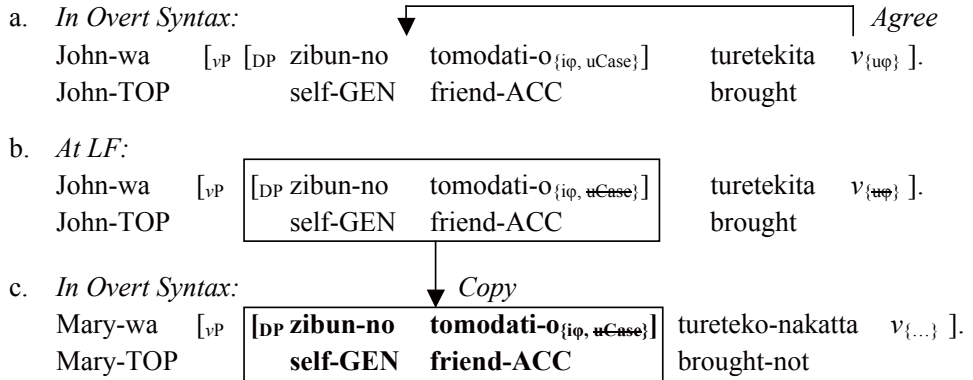 a. In Overt Syntax: Agree
John-wa [vP [DP zibun-no tomodati-o{iφ, uCase}] turetekita v{uφ} ].
John-TOP self-GEN friend-ACC brought
b. At LF:
John-wa [vP [DP zibun-no tomodati-o{iφ, uCase}] turetekita v{uφ} ].
John-TOP self-GEN friend-ACC brought
c. In Overt Syntax: Copy
Mary-wa [vP [DP zibun-no tomodati-o{iφ, uCase}] tureteko-nakatta v{…} ].
Mary-TOP self-GEN friend-ACC brought-not